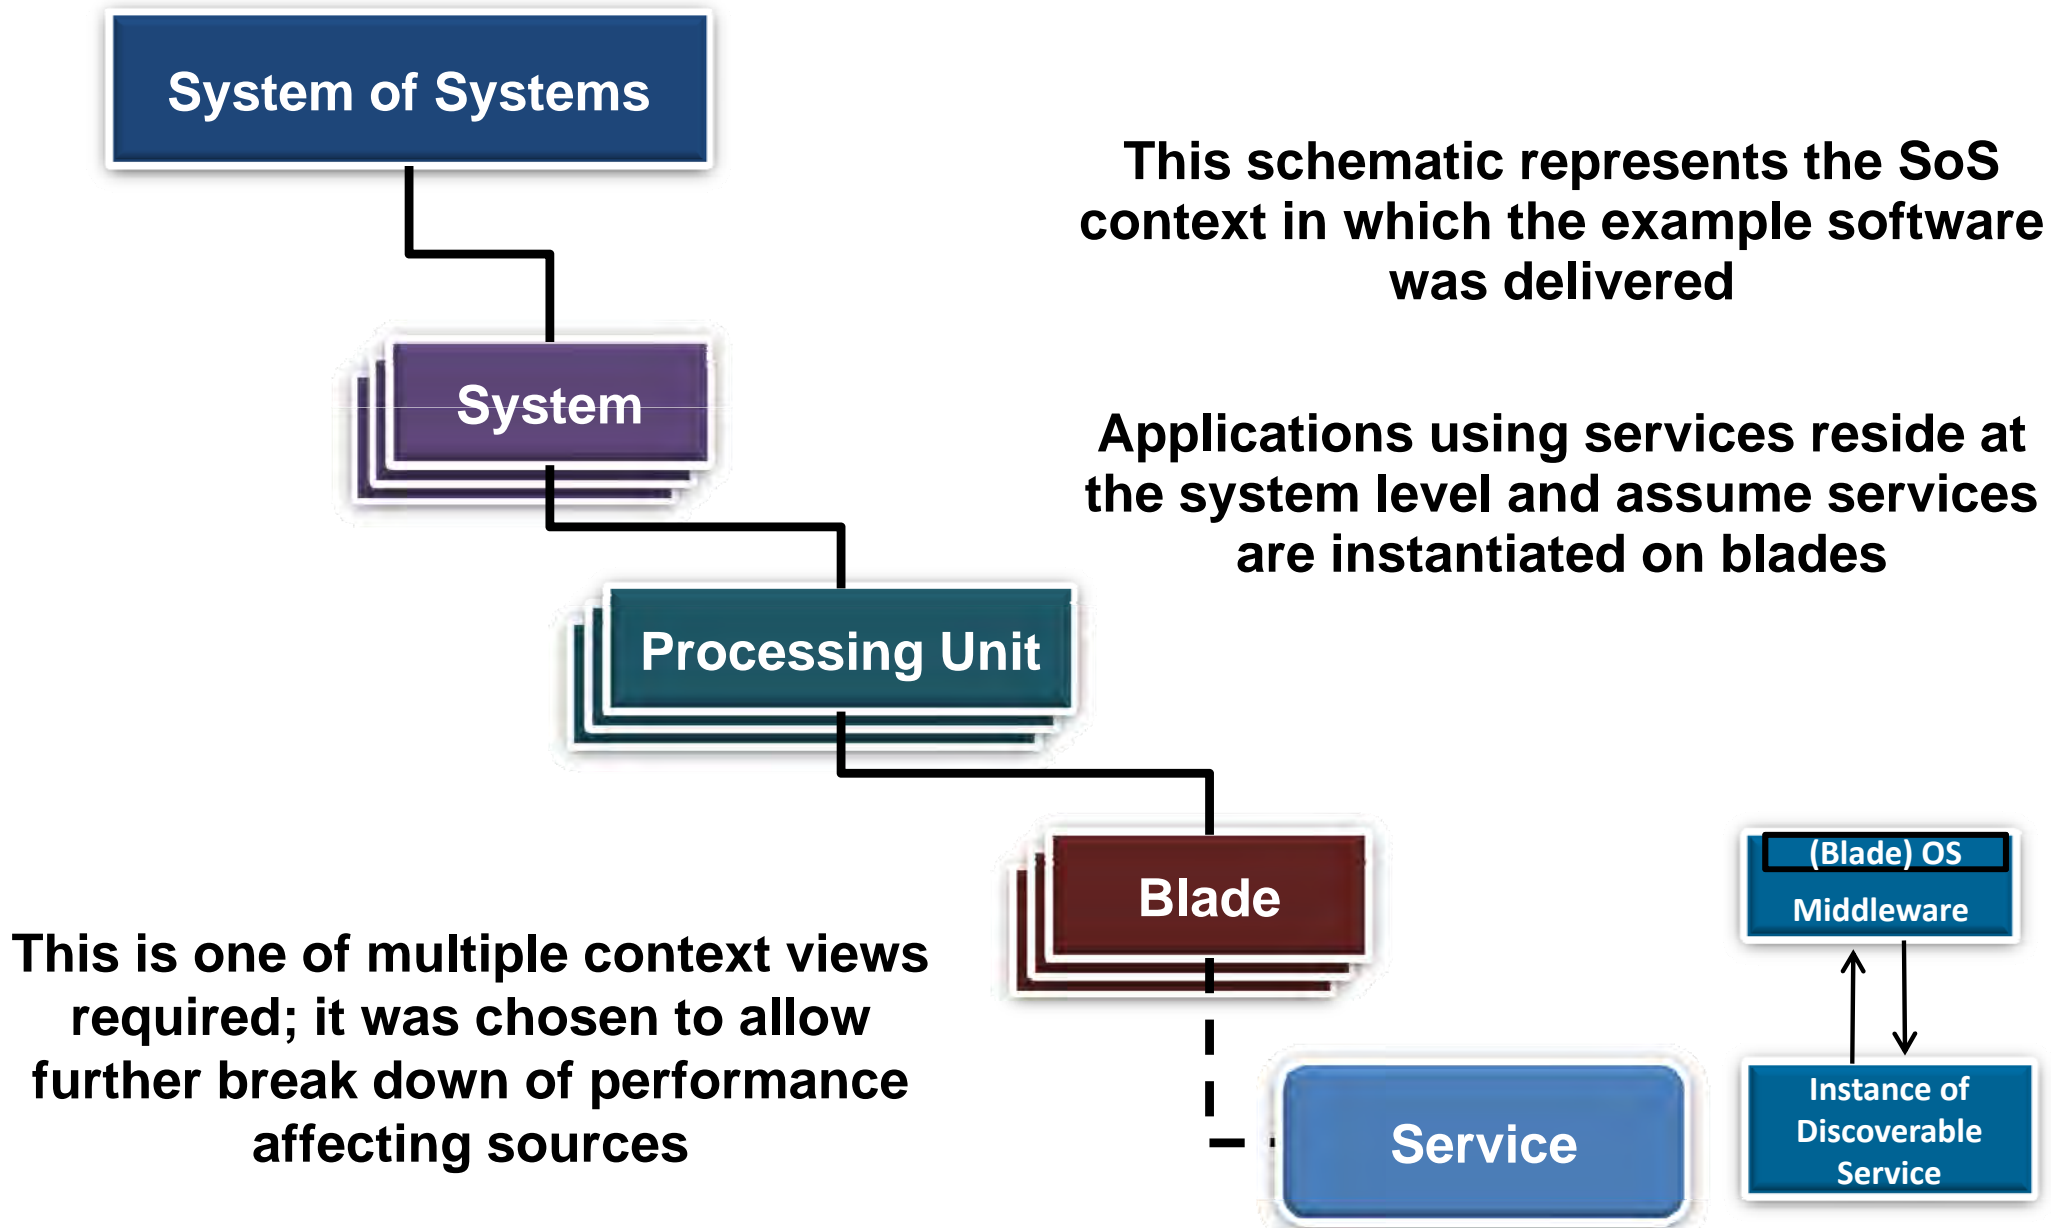 System of Systems
This schematic represents the SoS
context in which the example software
was delivered
System
Applications using services reside at
the system level and assume services
are instantiated on blades
Processing Unit
Blade
(Blade) OS
Middleware
This is one of multiple context views
required; it was chosen to allow
further break down of performance
affecting sources
Service
Instance of
Discoverable
Service